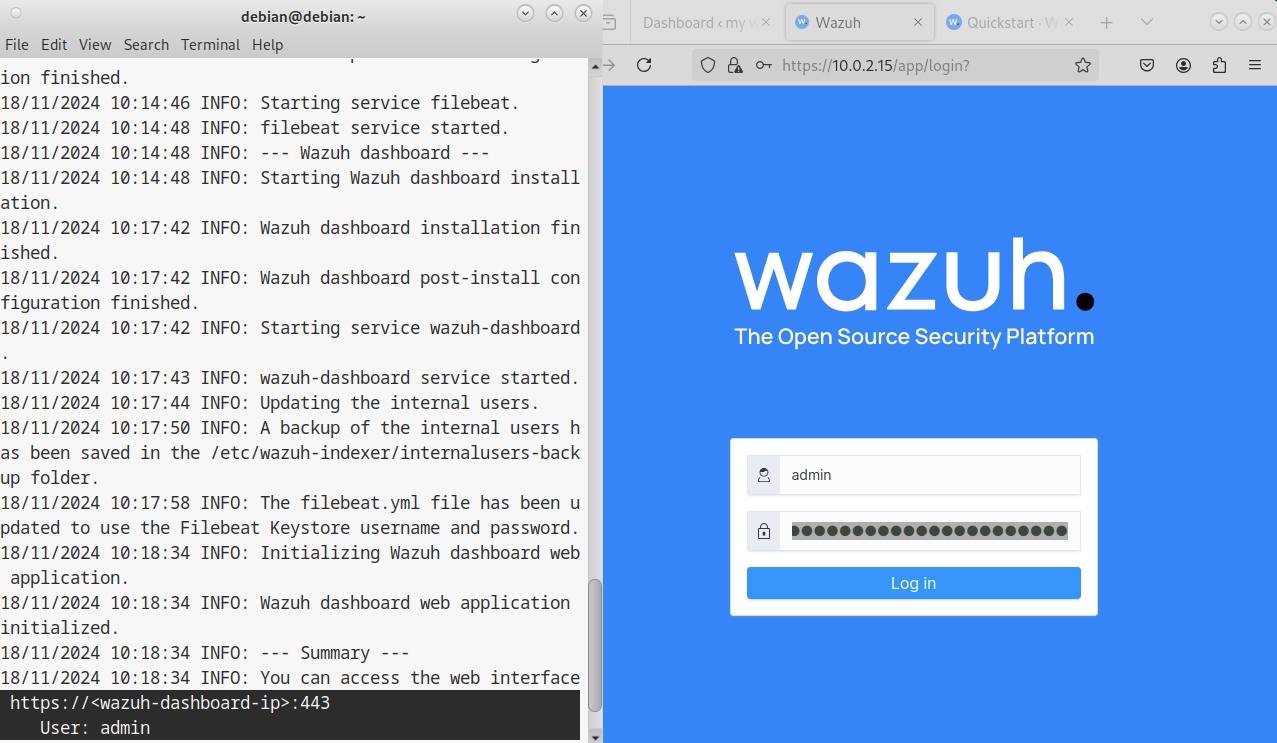 debian@debian: ~
File Edit View Search Terminal Help
ion finished.
18/11/2024 10:14:46 INFO: Starting service filebeat.
18/11/2024 10:14:48 INFO: filebeat service started.
18/11/2024 10:14:48 INFO: --- Wazuh dashboard ---
18/11/2024 10:14:48 INFO: Starting Wazuh dashboard install
ation.
18/11/2024 10:17:42 INFO: Wazuh dashboard installation fin
ished.
18/11/2024 10:17:42 INFO: Wazuh dashboard post-install con
figuration finished.
18/11/2024 10:17:42 INFO: Starting service wazuh-dashboard
.
18/11/2024 10:17:43 INFO: wazuh-dashboard service started.
18/11/2024 10:17:44 INFO: Updating the internal users.
18/11/2024 10:17:50 INFO: A backup of the internal users h
as been saved in the /etc/wazuh-indexer/internalusers-back
up folder.
18/11/2024 10:17:58 INFO: The filebeat.yml file has been u
pdated to use the Filebeat Keystore username and password.
18/11/2024 10:18:34 INFO: Initializing Wazuh dashboard web
application.
18/11/2024 10:18:34 INFO: Wazuh dashboard web application
initialized.
18/11/2024 10:18:34 INFO: --- Summary ---
18/11/2024 10:18:34 INFO: You can access the web interface
https://<wazuh-dashboard-ip>:443
User: admin
Dashboard ‹ my w
Wazuh
Quickstart · W
https://10.0.2.15/app/login?
wazuh.
The Open Source Security Platform
admin
Log in